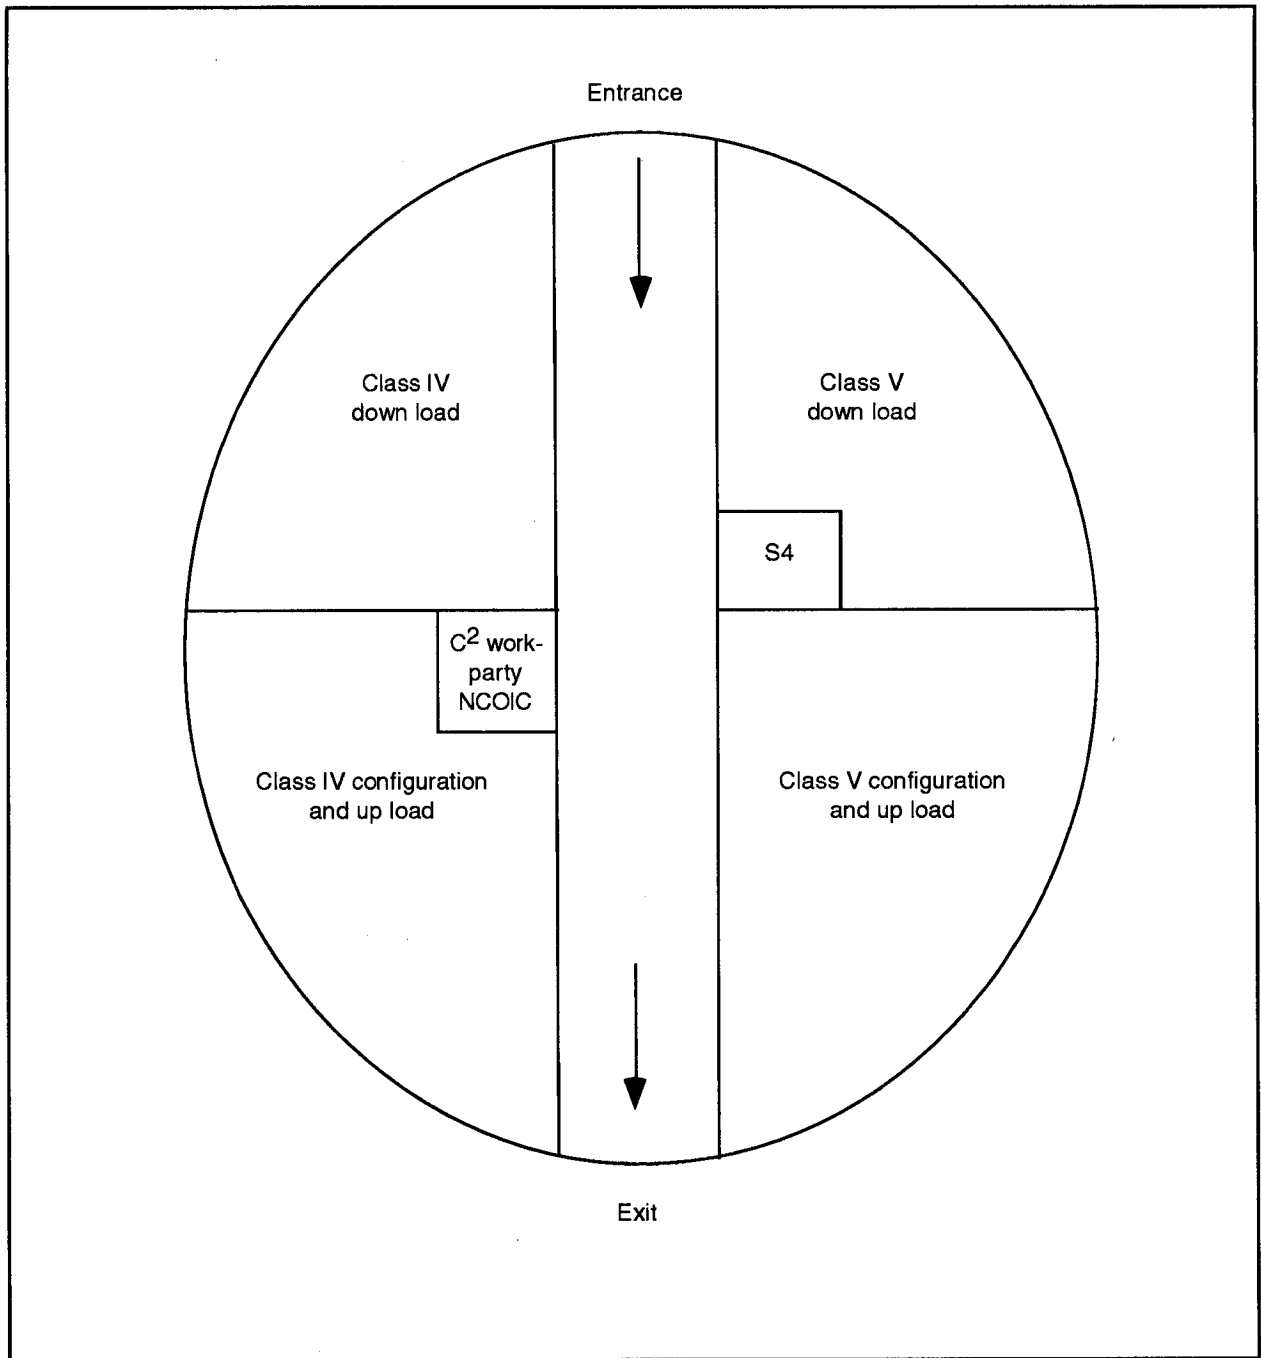 Entrance
Class IV
down load
Class V
down load
S4
C² work-
party
NCOIC
Class IV configuration
and up load
Class V configuration
and up load
Exit